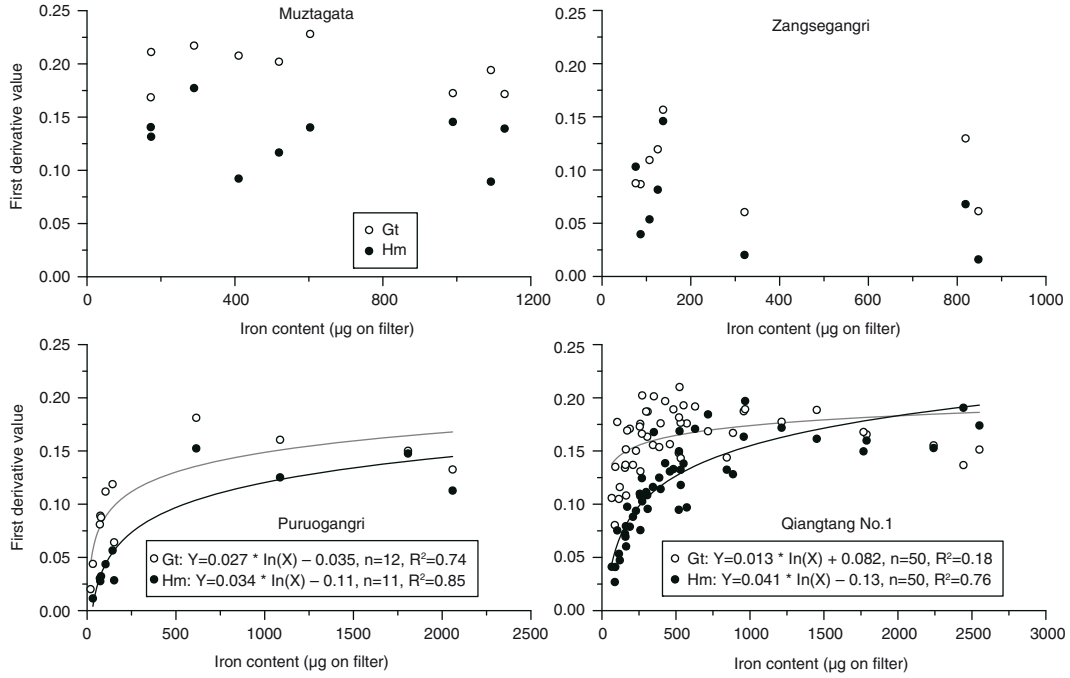 Muztagata
First derivative value
0.25
0.20
0.15
0.10
0.05
0.00
Gt
Hm
0
400
800
1200
Iron content (µg on filter)
Zangsegangri
0.25
0.20
0.15
0.10
0.05
0.00
0
200
400
600
800
1000
Iron content (µg on filter)
First derivative value
0.25
0.20
0.15
0.10
0.05
0.00
Puruogangri
Gt: Y=0.027 * ln(X) – 0.035, n=12, R²=0.74
Hm: Y=0.034 * ln(X) – 0.11, n=11, R²=0.85
0
500
1000
1500
2000
2500
Iron content (µg on filter)
0.25
0.20
0.15
0.10
0.05
0.00
Qiangtang No.1
Gt: Y=0.013 * ln(X) + 0.082, n=50, R²=0.18
Hm: Y=0.041 * ln(X) – 0.13, n=50, R²=0.76
0
500
1000
1500
2000
2500
3000
Iron content (µg on filter)